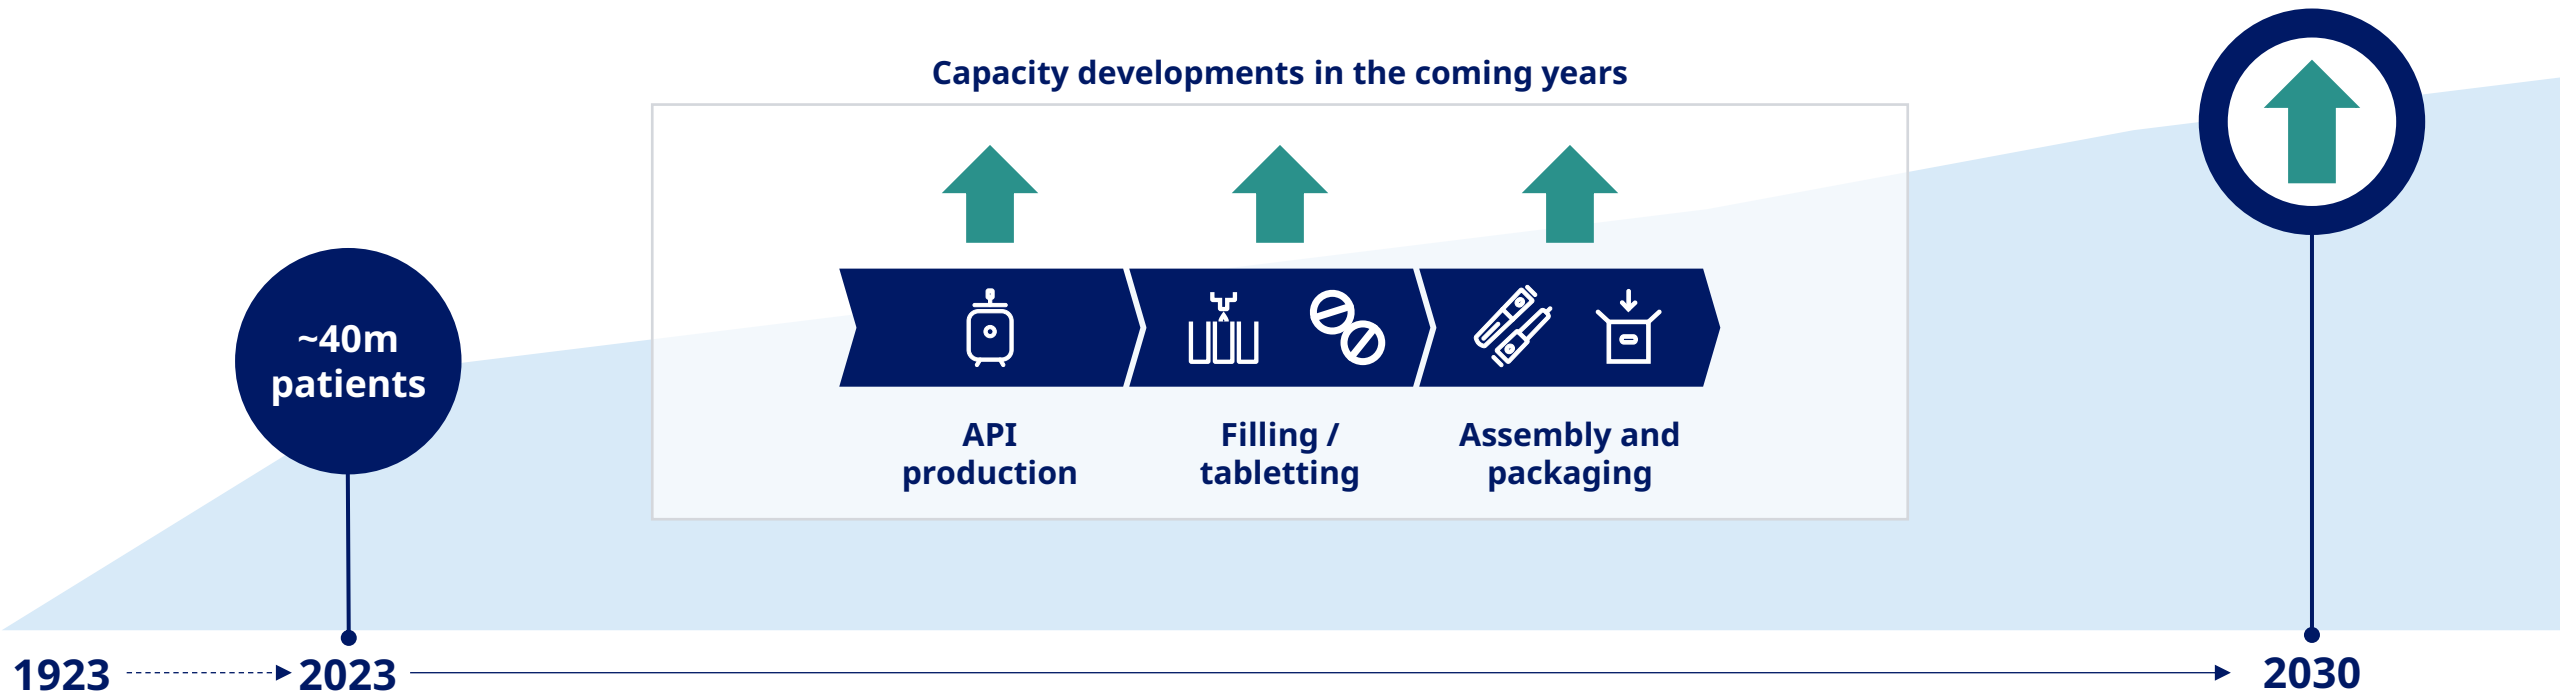 Capacity developments in the coming years
~40m
patients
API
production
Filling /
tabletting
Assembly and
packaging
1923
2023
2030